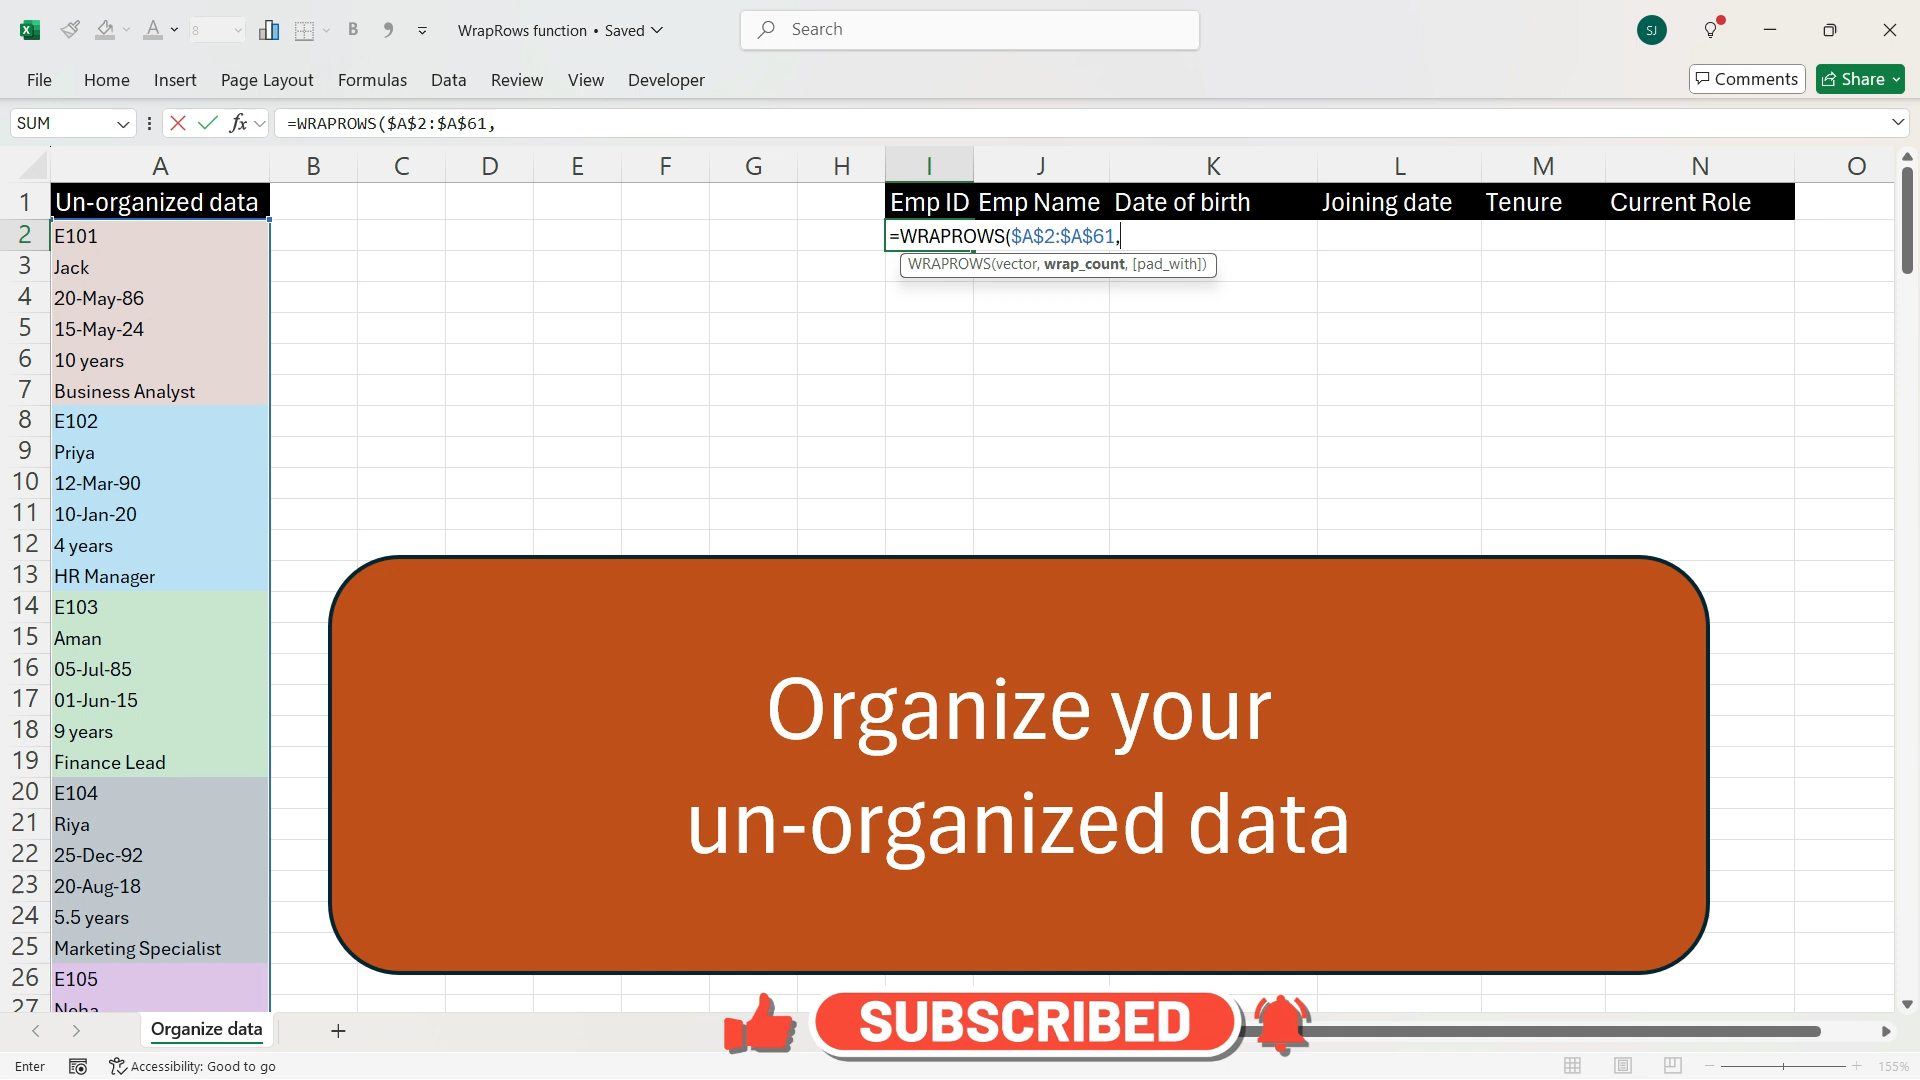 8
B
WrapRows function • Saved
Search
SJ
File Home Insert Page Layout Formulas Data Review View Developer
Comments Share
SUM fx =WRAPROWS($A$2:$A$61,
A B C D E F G H I J K L M N O
1 Un-organized data Emp ID Emp Name Date of birth Joining date Tenure Current Role
2 E101 =WRAPROWS($A$2:$A$61,
3 Jack WRAPROWS(vector, wrap_count, [pad_with])
4 20-May-86
5 15-May-24
6 10 years
7 Business Analyst
8 E102
9 Priya
10 12-Mar-90
11 10-Jan-20
12 4 years
13 HR Manager
14 E103
15 Aman
16 05-Jul-85
17 01-Jun-15
18 9 years
19 Finance Lead
20 E104
21 Riya
22 25-Dec-92
23 20-Aug-18
24 5.5 years
25 Marketing Specialist
26 E105
27 Neha
Organize your
un-organized data
SUBSCRIBED
Organize data
Enter Accessibility: Good to go 155%